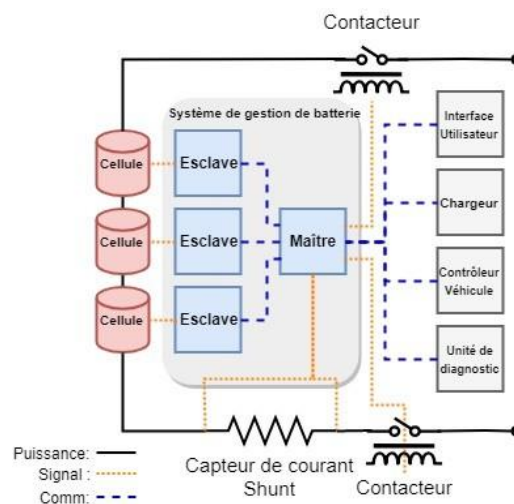 Contacteur
Système de gestion de batterie
Interface
Utilisateur
Cellule
Esclave
Chargeur
Cellule
Esclave
Maître
Contrôleur
Véhicule
Cellule
Esclave
Unité de
diagnostic
Puissance:
Signal :
Comm:
Capteur de courant
Shunt
Contacteur